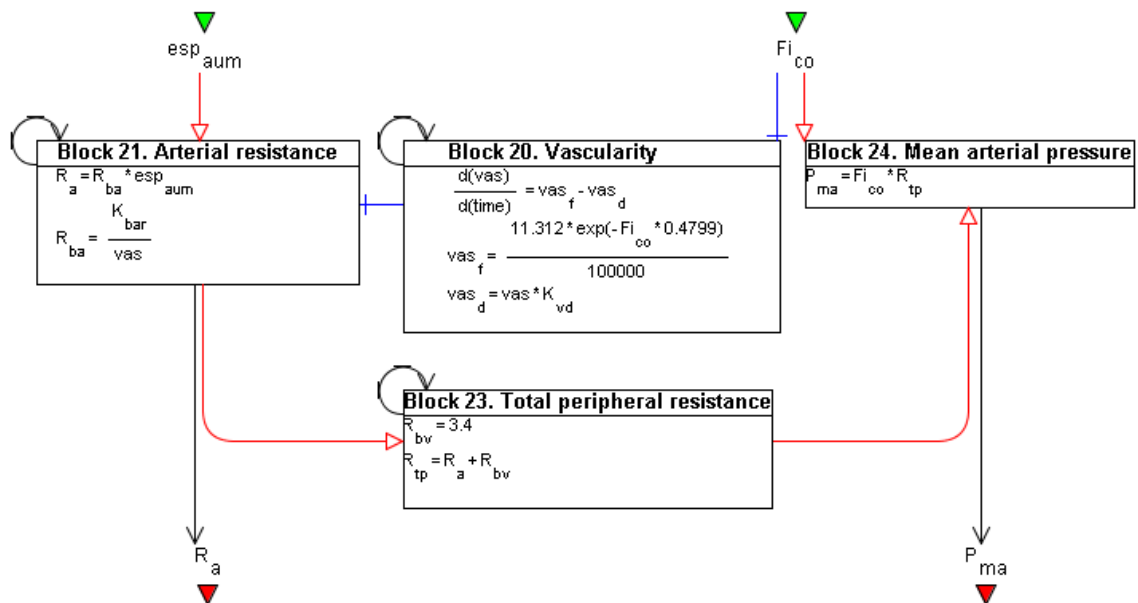 esp_aum
Fi_co
Block 21. Arterial resistance
R_a=R_ba*esp_aum
R_ba=K_bar/vas
Block 20. Vascularity
d(vas)/d(time)=vas_f-vas_d
vas_f=11.312*exp(-Fi_co*0.4799)/100000
vas_d=vas*K_vd
Block 24. Mean arterial pressure
P_ma=Fi_co*R_tp
Block 23. Total peripheral resistance
R_bv=3.4
R_tp=R_a+R_bv
R_a
P_ma